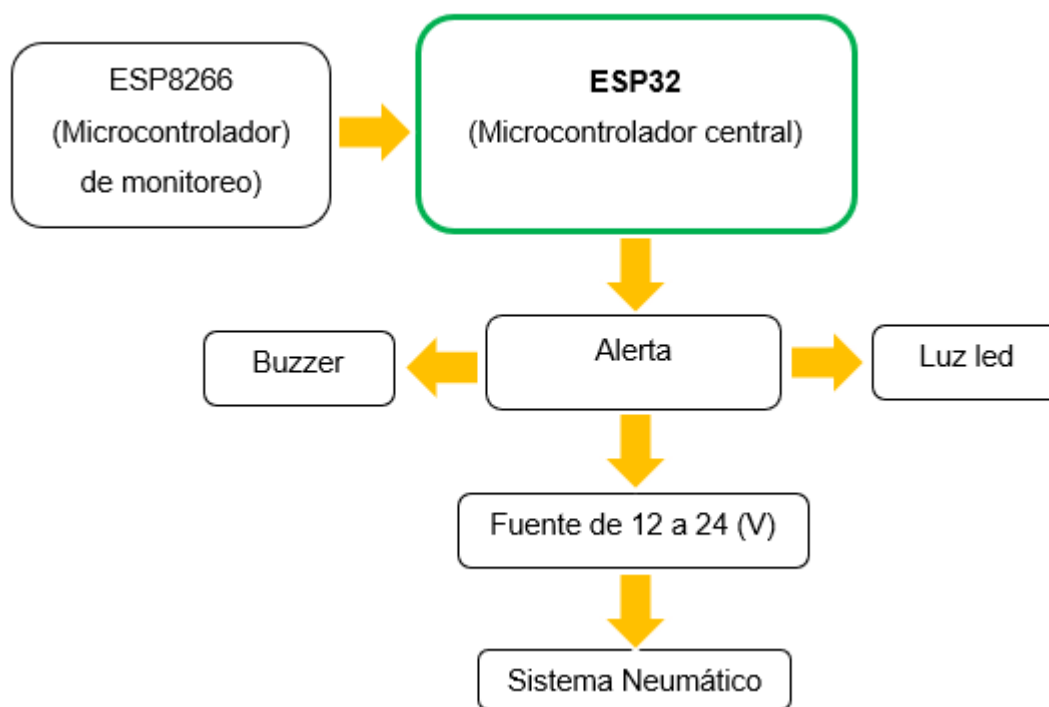 ESP8266
(Microcontrolador)
de monitoreo)
ESP32
(Microcontrolador central)
Alerta
Buzzer
Luz led
Fuente de 12 a 24 (V)
Sistema Neumático